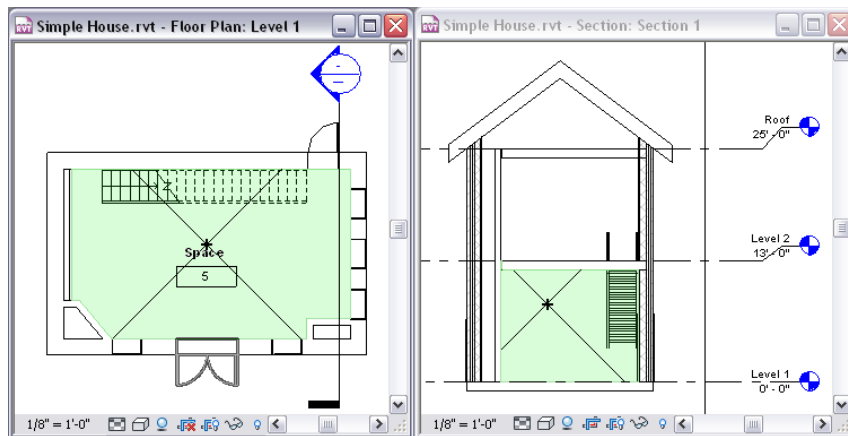 Simple House.rvt - Floor Plan: Level 1
Space
5
1/8" = 1'-0"
Simple House.rvt - Section: Section 1
Roof
25' - 0"
Level 2
13' - 0"
Level 1
0' - 0"
1/8" = 1'-0"